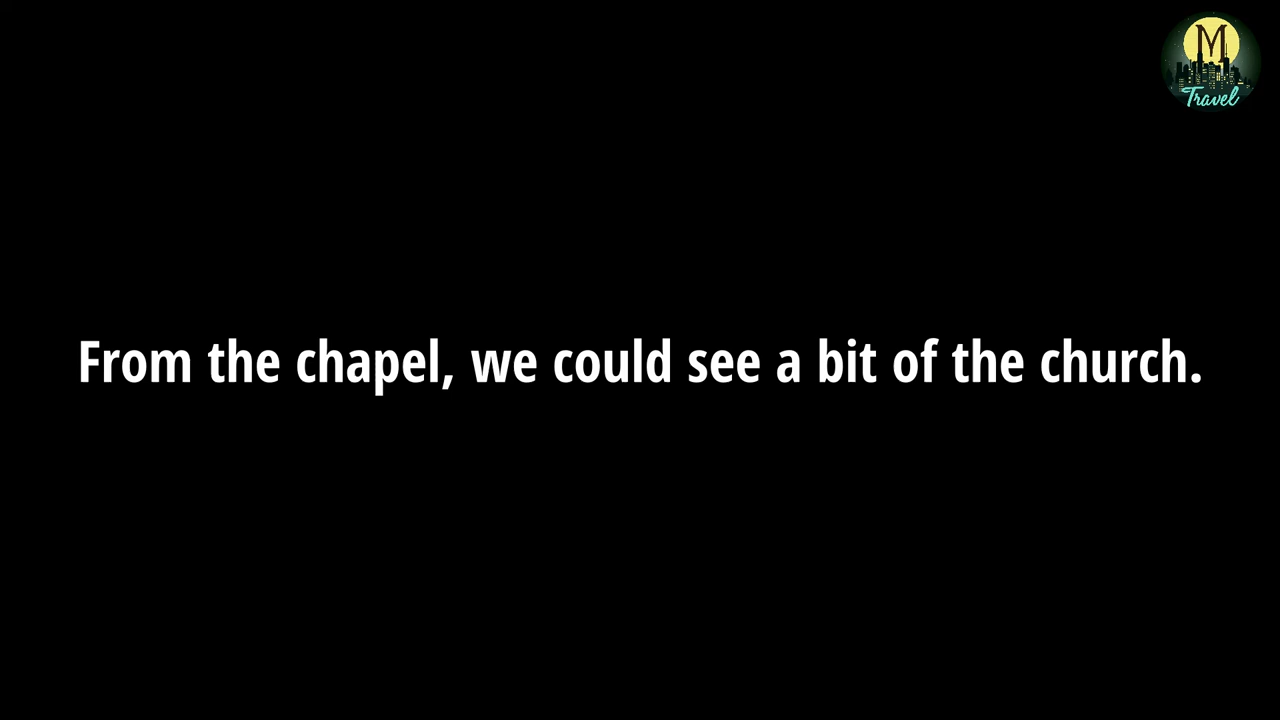 M
Travel
From the chapel, we could see a bit of the church.